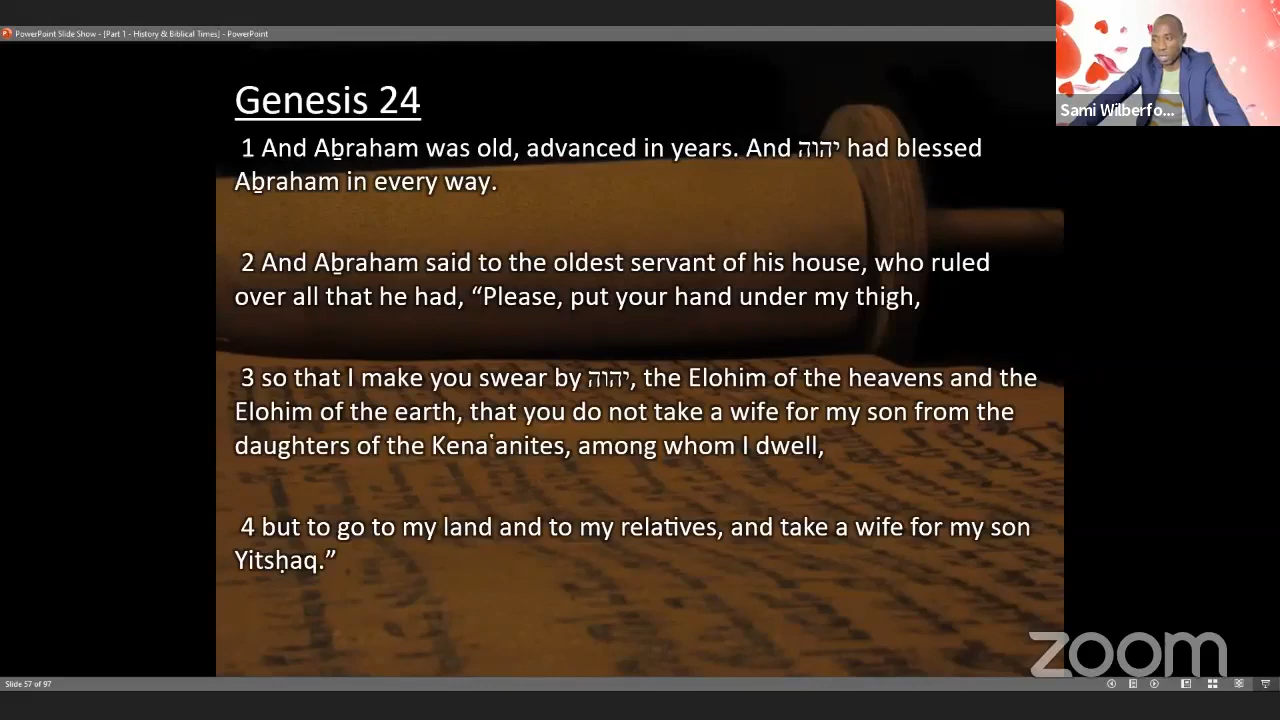 PowerPoint Slide Show - [Part 1 - History & Biblical Times] - PowerPoint
Sami Wilberfo...
Genesis 24
1 And Aḇraham was old, advanced in years. And יהוה had blessed
Aḇraham in every way.
2 And Aḇraham said to the oldest servant of his house, who ruled
over all that he had, “Please, put your hand under my thigh,
3 so that I make you swear by יהוה, the Elohim of the heavens and the
Elohim of the earth, that you do not take a wife for my son from the
daughters of the Kenaʽanites, among whom I dwell,
4 but to go to my land and to my relatives, and take a wife for my son
Yitsḥaq.”
zoom
Slide 57 of 97